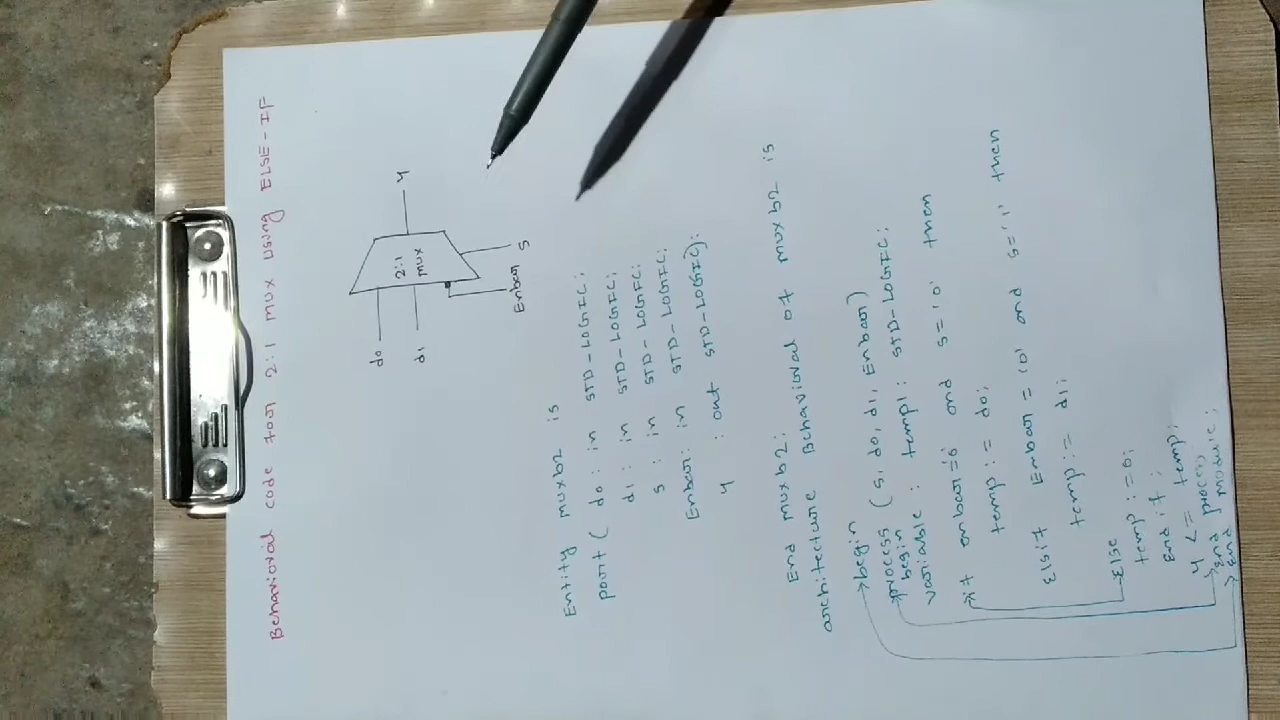 Behavioral code for 2:1 mux using ELSE-IF
d0
d1
2:1
mux
y
s
Enbar
Entity muxb2 is
port ( d0 : in STD-LOGIC;
d1 : in STD-LOGIC;
s : in STD-LOGIC;
Enbar : in STD-LOGIC;
y : out STD-LOGIC);
End muxb2;
architecture Behavioral of muxb2 is
begin
process (s, d0, d1, Enbar)
begin
variable : temp1 : STD-LOGIC;
if enbar=0 and s='0' then
temp := d0;
Elsif Enbar = '0' and s='1' then
temp := d1;
Else
temp := 0;
End if;
y <= temp;
End process;
End module;